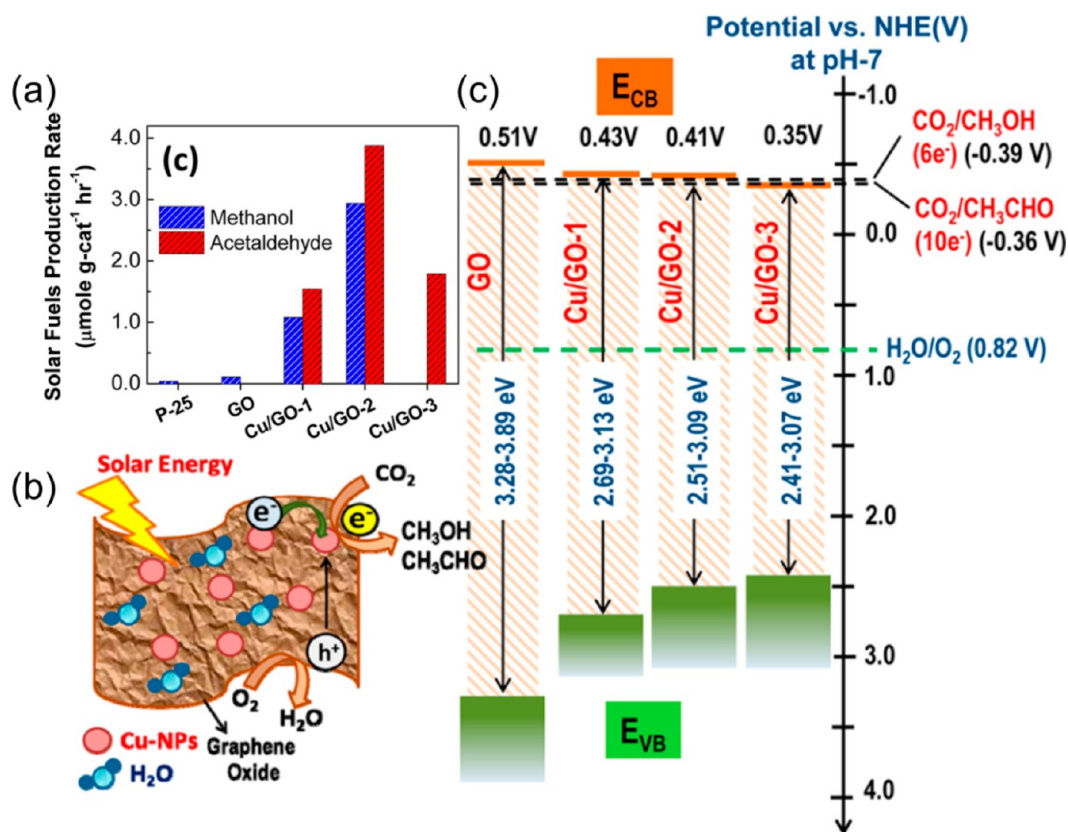 (a)
Solar Fuels Production Rate
(μmole g-cat⁻¹ hr⁻¹)
4.0
3.0
2.0
1.0
0.0
(c)
Methanol
Acetaldehyde
P-25
GO
Cu/GO-1
Cu/GO-2
Cu/GO-3
(b)
Solar Energy
e⁻
e⁻
CO₂
CH₃OH
CH₃CHO
h⁺
O₂
H₂O
Cu-NPs
H₂O
Graphene
Oxide
(c)
Potential vs. NHE(V)
at pH-7
E_CB
0.51V
0.43V
0.41V
0.35V
GO
Cu/GO-1
Cu/GO-2
Cu/GO-3
3.28-3.89 eV
2.69-3.13 eV
2.51-3.09 eV
2.41-3.07 eV
E_VB
-1.0
0.0
1.0
2.0
3.0
4.0
CO₂/CH₃OH
(6e⁻) (-0.39 V)
CO₂/CH₃CHO
(10e⁻) (-0.36 V)
H₂O/O₂ (0.82 V)